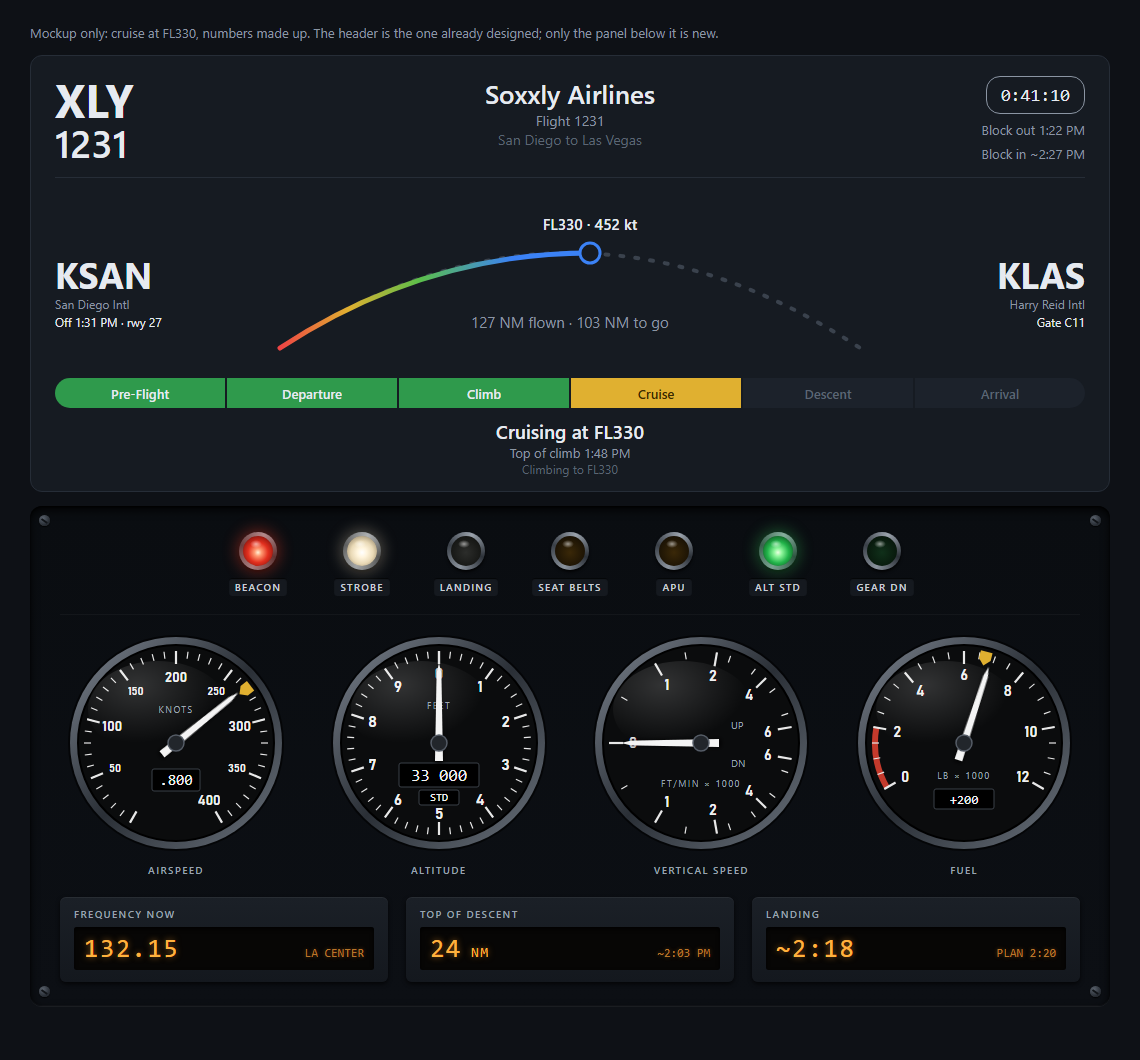 Mockup only: cruise at FL330, numbers made up. The header is the one already designed; only the panel below it is new.
XLY
1231
Soxxly Airlines
Flight 1231
San Diego to Las Vegas
0:41:10
Block out 1:22 PM
Block in ~2:27 PM
FL330 · 452 kt
KSAN
San Diego Intl
Off 1:31 PM · rwy 27
127 NM flown · 103 NM to go
KLAS
Harry Reid Intl
Gate C11
Pre-Flight
Departure
Climb
Cruise
Descent
Arrival
Cruising at FL330
Top of climb 1:48 PM
Climbing to FL330
BEACON
STROBE
LANDING
SEAT BELTS
APU
ALT STD
GEAR DN
50
100
150
200
250
300
350
400
KNOTS
.800
AIRSPEED
0
1
2
3
4
5
6
7
8
9
FEET
33 000
STD
ALTITUDE
0
1
2
4
6
6
4
2
1
UP
DN
FT/MIN × 1000
VERTICAL SPEED
0
2
4
6
8
10
12
LB × 1000
+200
FUEL
FREQUENCY NOW
132.15
LA CENTER
TOP OF DESCENT
24 NM
~2:03 PM
LANDING
~2:18
PLAN 2:20